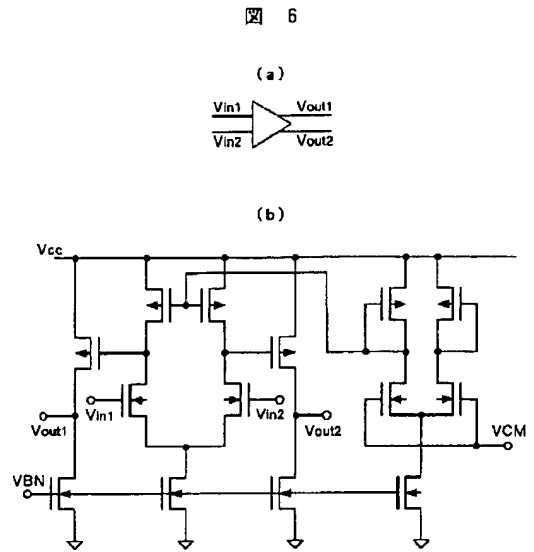 図 6
(a)
Vin1 Vout1
Vin2 Vout2
(b)
Vcc
Vin1 Vin2
Vout1 Vout2 VCM
VBN